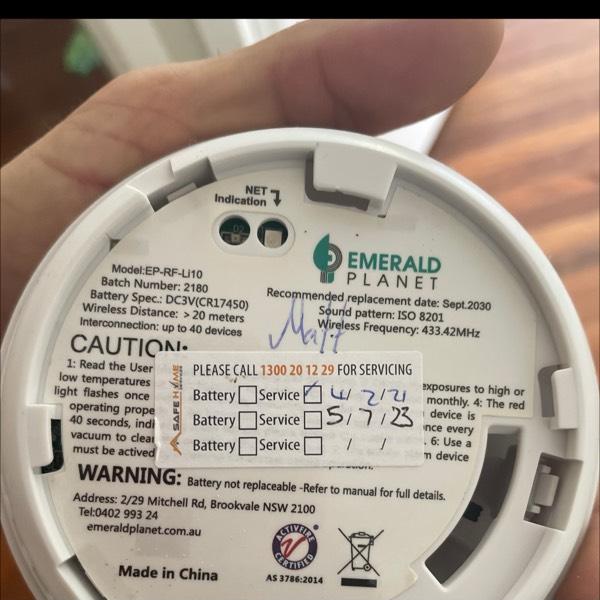 NET
Indication
EMERALD
PLANET
Model:EP-RF-Li10
Batch Number: 2180
Battery Spec.: DC3V(CR17450)
Wireless Distance: > 20 meters
Interconnection: up to 40 devices
Recommended replacement date: Sept.2030
Sound pattern: ISO 8201
Wireless Frequency: 433.42MHz
Matt
CAUTION:
1: Read the User
low temperatures
light flashes once
operating prope
40 seconds, indi
vacuum to clea
must be actived
exposures to high or
monthly. 4: The red
device is
nce every
6: Use a
m device
SAFE HOME
PLEASE CALL 1300 20 12 29 FOR SERVICING
Battery Service 4/2/21
Battery Service 5/7/23
Battery Service / /
WARNING: Battery not replaceable -Refer to manual for full details.
Address: 2/29 Mitchell Rd, Brookvale NSW 2100
Tel:0402 993 24
emeraldplanet.com.au
ACTIVFIRE
CERTIFIED
AS 3786:2014
Made in China